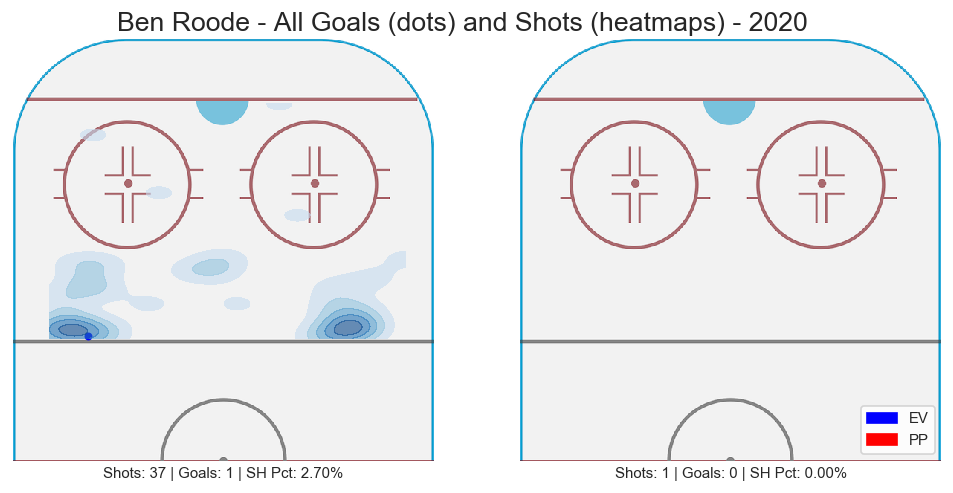 Ben Roode - All Goals (dots) and Shots (heatmaps) - 2020
EV
PP
Shots: 37 | Goals: 1 | SH Pct: 2.70%
Shots: 1 | Goals: 0 | SH Pct: 0.00%